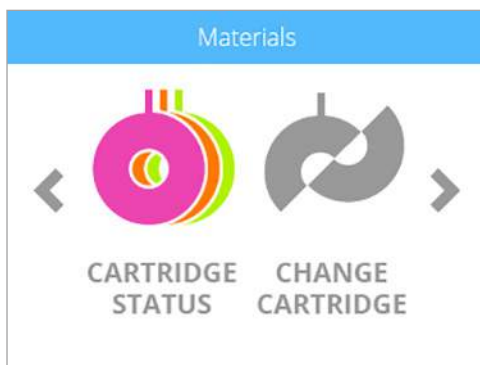 Materials
CARTRIDGE
STATUS
CHANGE
CARTRIDGE